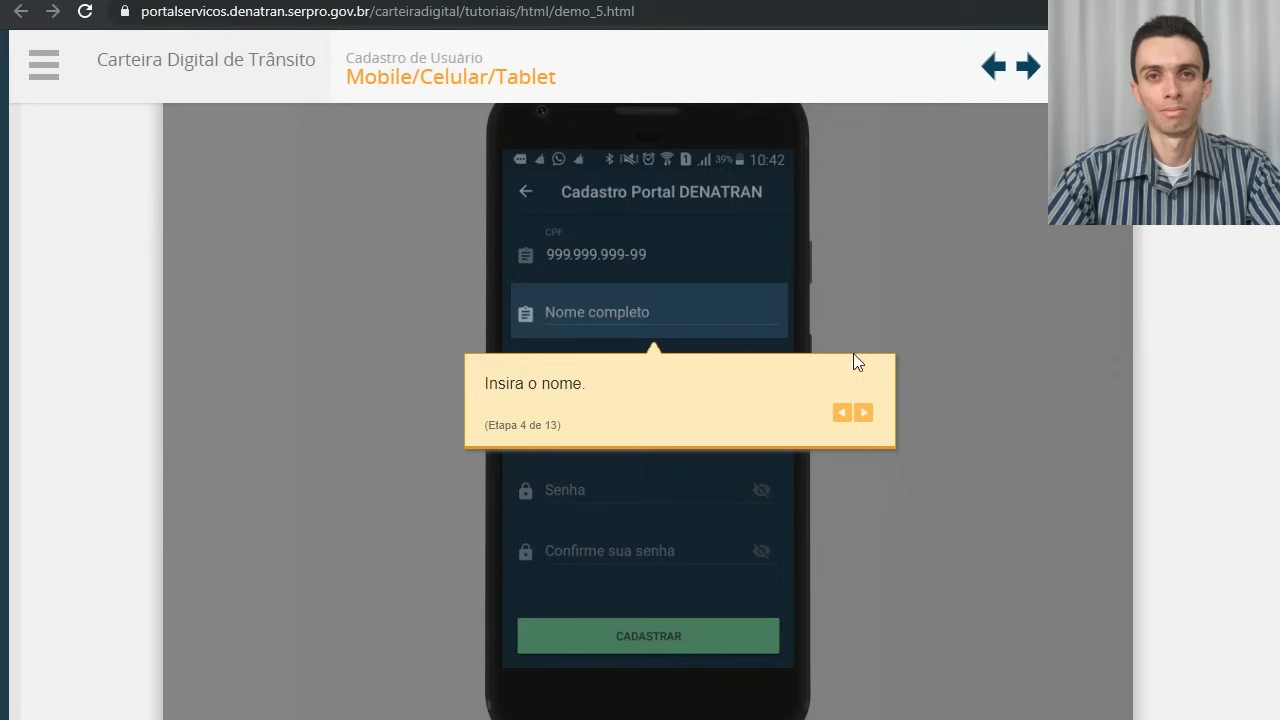 portalservicos.denatran.serpro.gov.br/carteiradigital/tutoriais/html/demo_5.html
Carteira Digital de Trânsito
Cadastro de Usuário
Mobile/Celular/Tablet
39% 10:42
Cadastro Portal DENATRAN
CPF
999.999.999-99
Nome completo
Insira o nome.
(Etapa 4 de 13)
Senha
Confirme sua senha
CADASTRAR